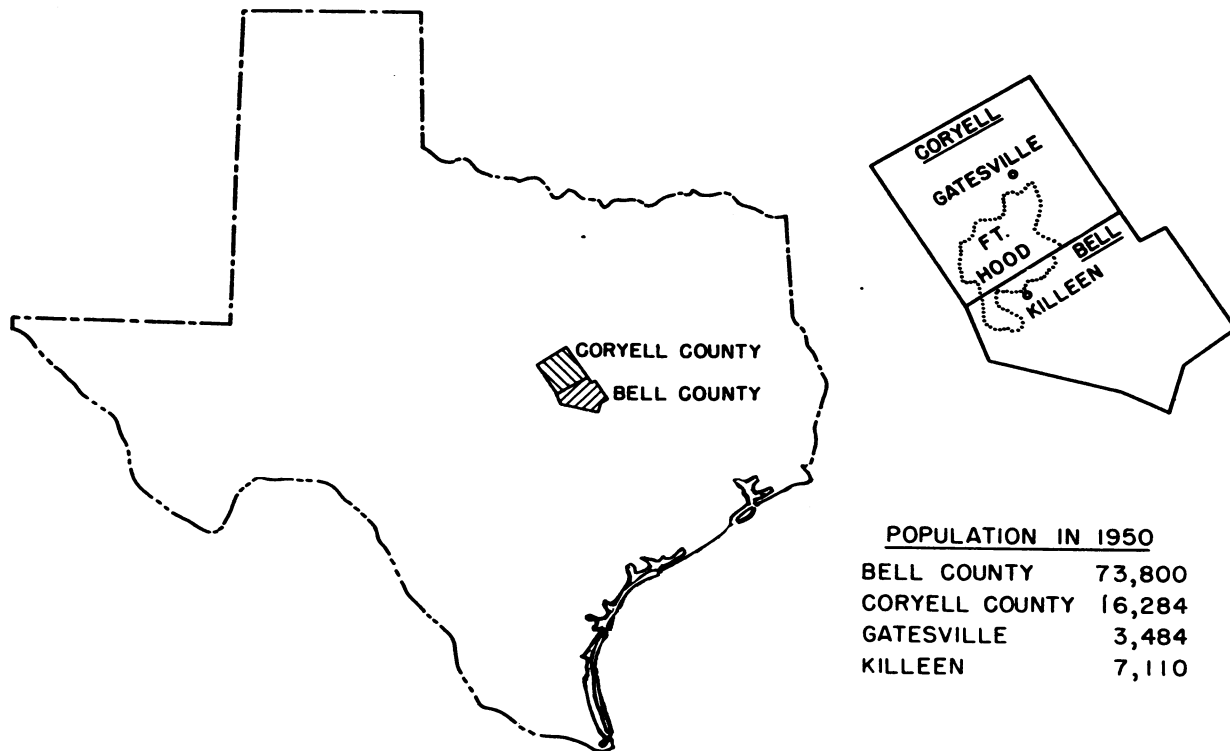 CORYELL COUNTY
BELL COUNTY
CORYELL
GATESVILLE
FT.
HOOD
BELL
KILLEEN
POPULATION IN 1950
BELL COUNTY 73,800
CORYELL COUNTY 16,284
GATESVILLE 3,484
KILLEEN 7,110